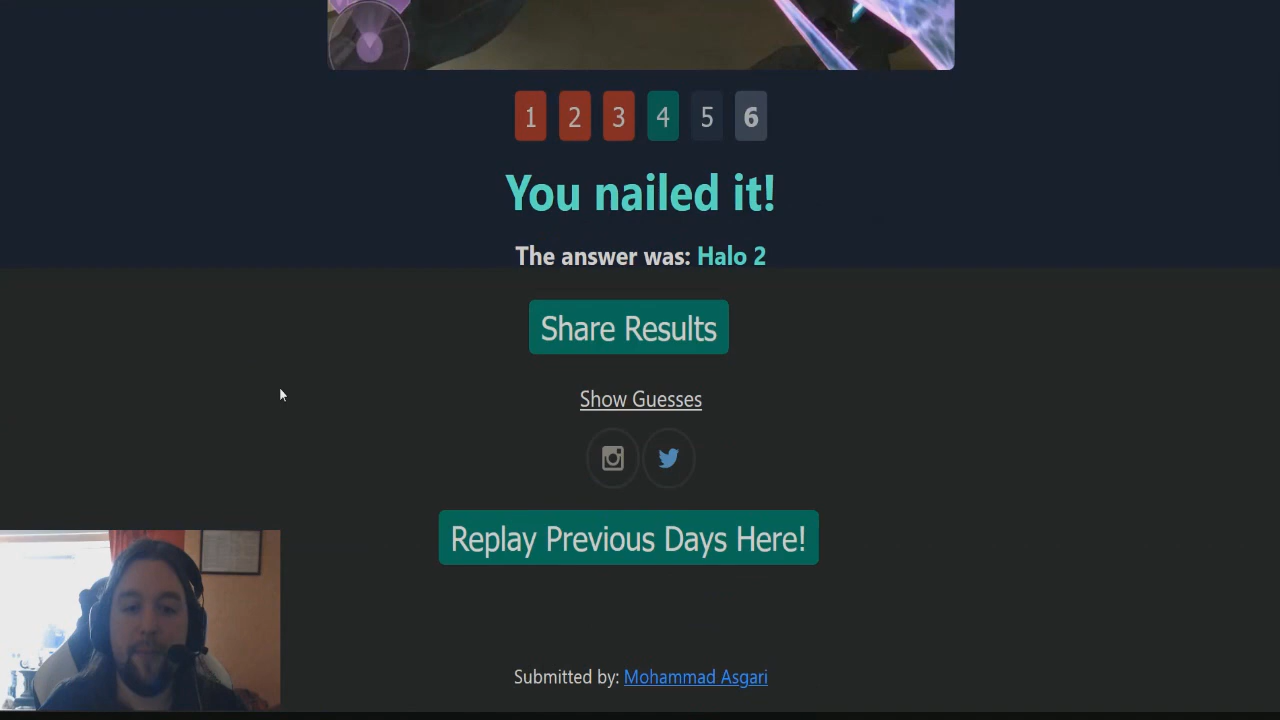 1 2 3 4 5 6
You nailed it!
The answer was: Halo 2
Share Results
Show Guesses
Replay Previous Days Here!
Submitted by: Mohammad Asgari